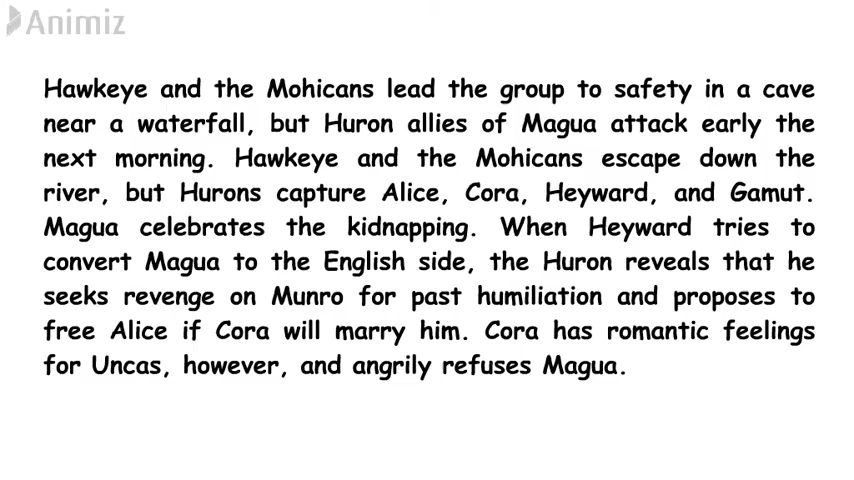 Animiz
Hawkeye and the Mohicans lead the group to safety in a cave
near a waterfall, but Huron allies of Magua attack early the
next morning. Hawkeye and the Mohicans escape down the
river, but Hurons capture Alice, Cora, Heyward, and Gamut.
Magua celebrates the kidnapping. When Heyward tries to
convert Magua to the English side, the Huron reveals that he
seeks revenge on Munro for past humiliation and proposes to
free Alice if Cora will marry him. Cora has romantic feelings
for Uncas, however, and angrily refuses Magua.